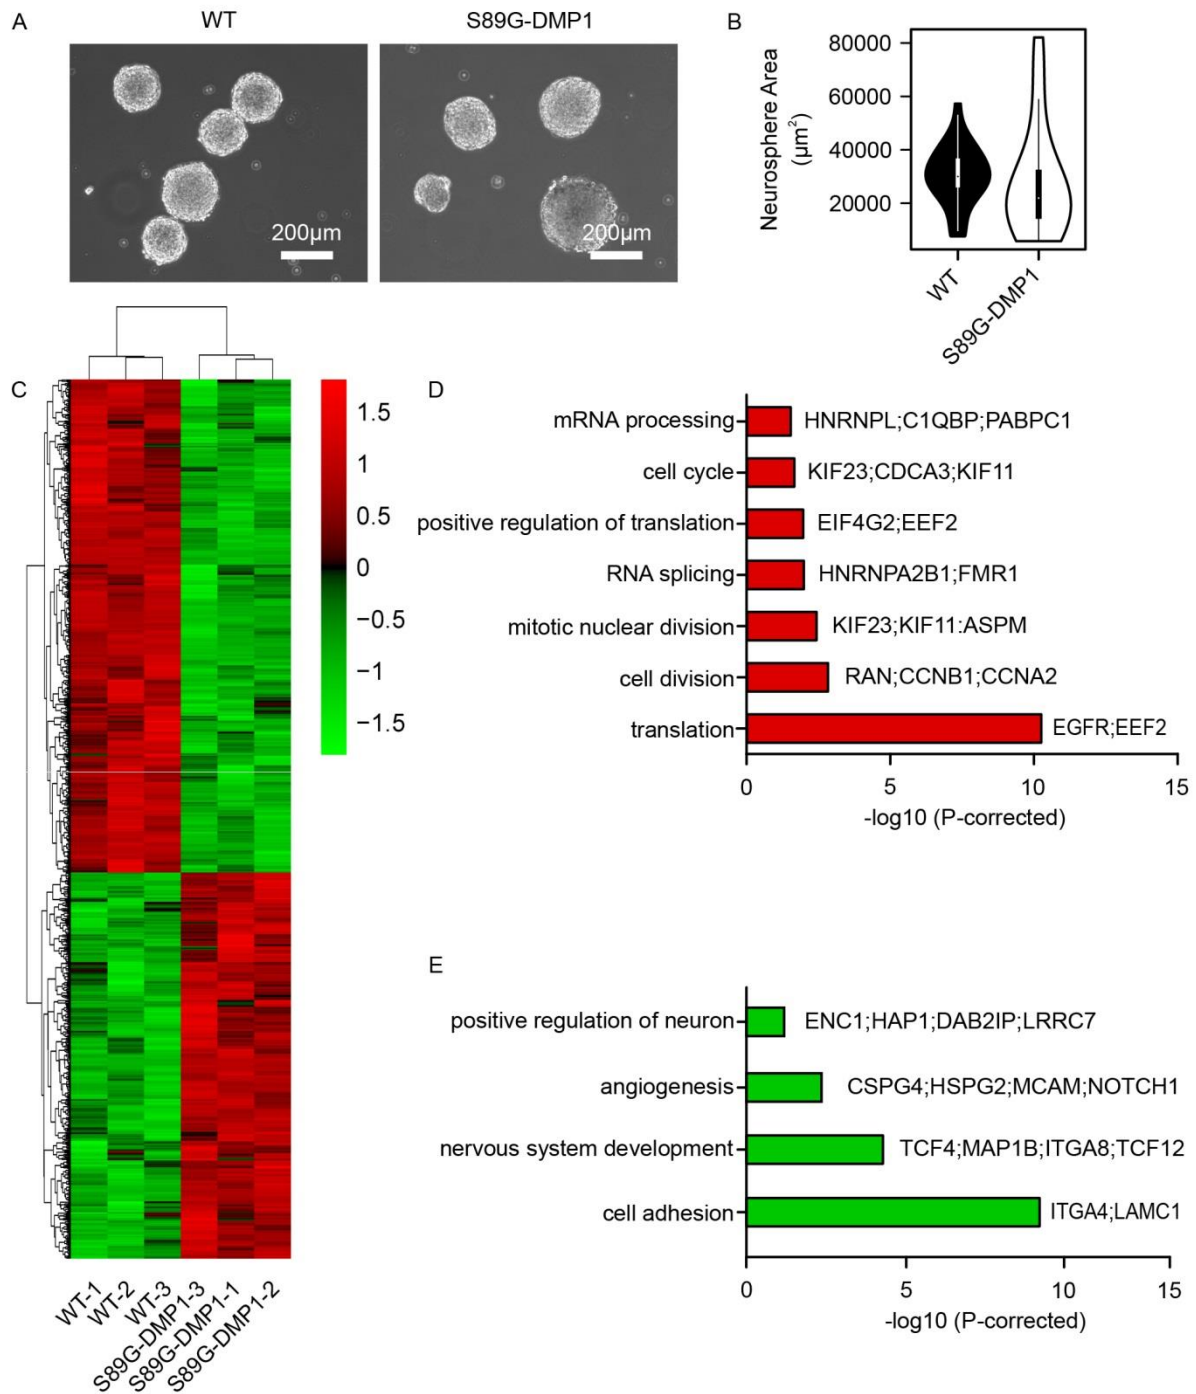 A
WT
S89G-DMP1
200µm
200µm
B
Neurosphere Area
(µm²)
80000
60000
40000
20000
WT
S89G-DMP1
C
1.5
1
0.5
0
−0.5
−1
−1.5
WT-1
WT-2
WT-3
S89G-DMP1-3
S89G-DMP1-1
S89G-DMP1-2
D
mRNA processing
HNRNPL;C1QBP;PABPC1
cell cycle
KIF23;CDCA3;KIF11
positive regulation of translation
EIF4G2;EEF2
RNA splicing
HNRNPA2B1;FMR1
mitotic nuclear division
KIF23;KIF11:ASPM
cell division
RAN;CCNB1;CCNA2
translation
EGFR;EEF2
0 5 10 15
-log10 (P-corrected)
E
positive regulation of neuron
ENC1;HAP1;DAB2IP;LRRC7
angiogenesis
CSPG4;HSPG2;MCAM;NOTCH1
nervous system development
TCF4;MAP1B;ITGA8;TCF12
cell adhesion
ITGA4;LAMC1
0 5 10 15
-log10 (P-corrected)